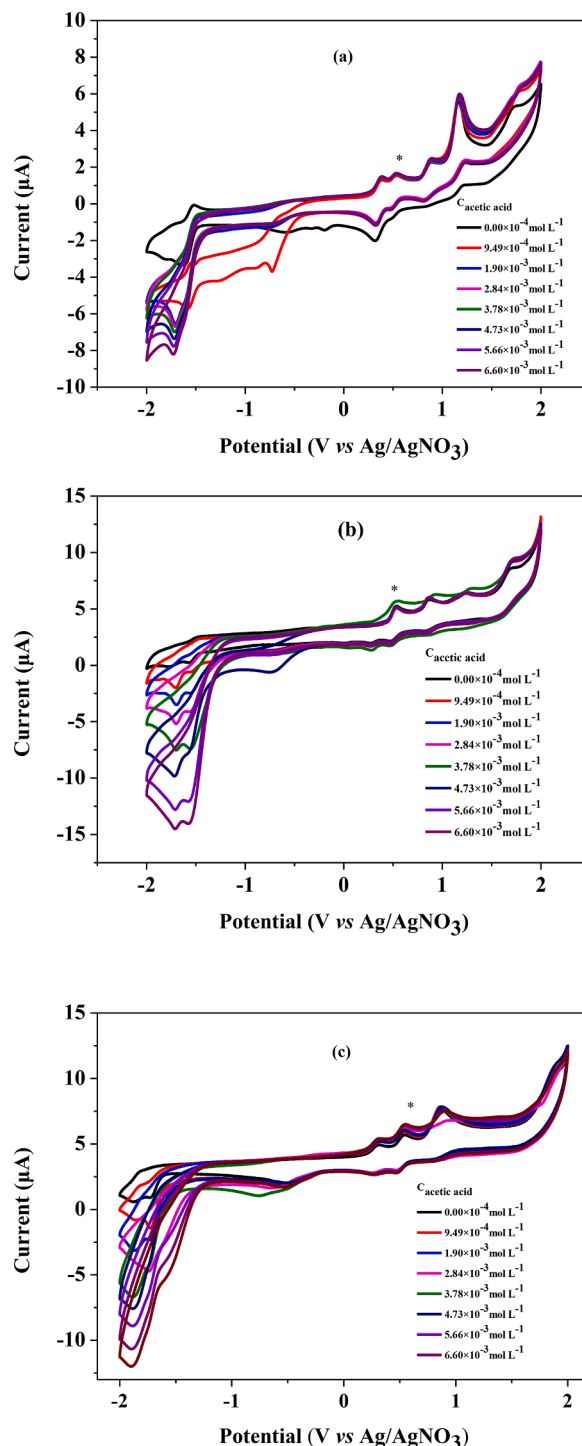 (a)
8
6
4
2
0
-2
-4
-6
-8
-10
Current (µA)
*
C acetic acid
0.00×10⁻⁴ mol L⁻¹
9.49×10⁻⁴ mol L⁻¹
1.90×10⁻³ mol L⁻¹
2.84×10⁻³ mol L⁻¹
3.78×10⁻³ mol L⁻¹
4.73×10⁻³ mol L⁻¹
5.66×10⁻³ mol L⁻¹
6.60×10⁻³ mol L⁻¹
-2 -1 0 1 2
Potential (V vs Ag/AgNO₃)
(b)
15
10
5
0
-5
-10
-15
Current (µA)
*
C acetic acid
0.00×10⁻⁴ mol L⁻¹
9.49×10⁻⁴ mol L⁻¹
1.90×10⁻³ mol L⁻¹
2.84×10⁻³ mol L⁻¹
3.78×10⁻³ mol L⁻¹
4.73×10⁻³ mol L⁻¹
5.66×10⁻³ mol L⁻¹
6.60×10⁻³ mol L⁻¹
-2 -1 0 1 2
Potential (V vs Ag/AgNO₃)
(c)
15
10
5
0
-5
-10
Current (µA)
*
C acetic acid
0.00×10⁻⁴ mol L⁻¹
9.49×10⁻⁴ mol L⁻¹
1.90×10⁻³ mol L⁻¹
2.84×10⁻³ mol L⁻¹
3.78×10⁻³ mol L⁻¹
4.73×10⁻³ mol L⁻¹
5.66×10⁻³ mol L⁻¹
6.60×10⁻³ mol L⁻¹
-2 -1 0 1 2
Potential (V vs Ag/AgNO₃)